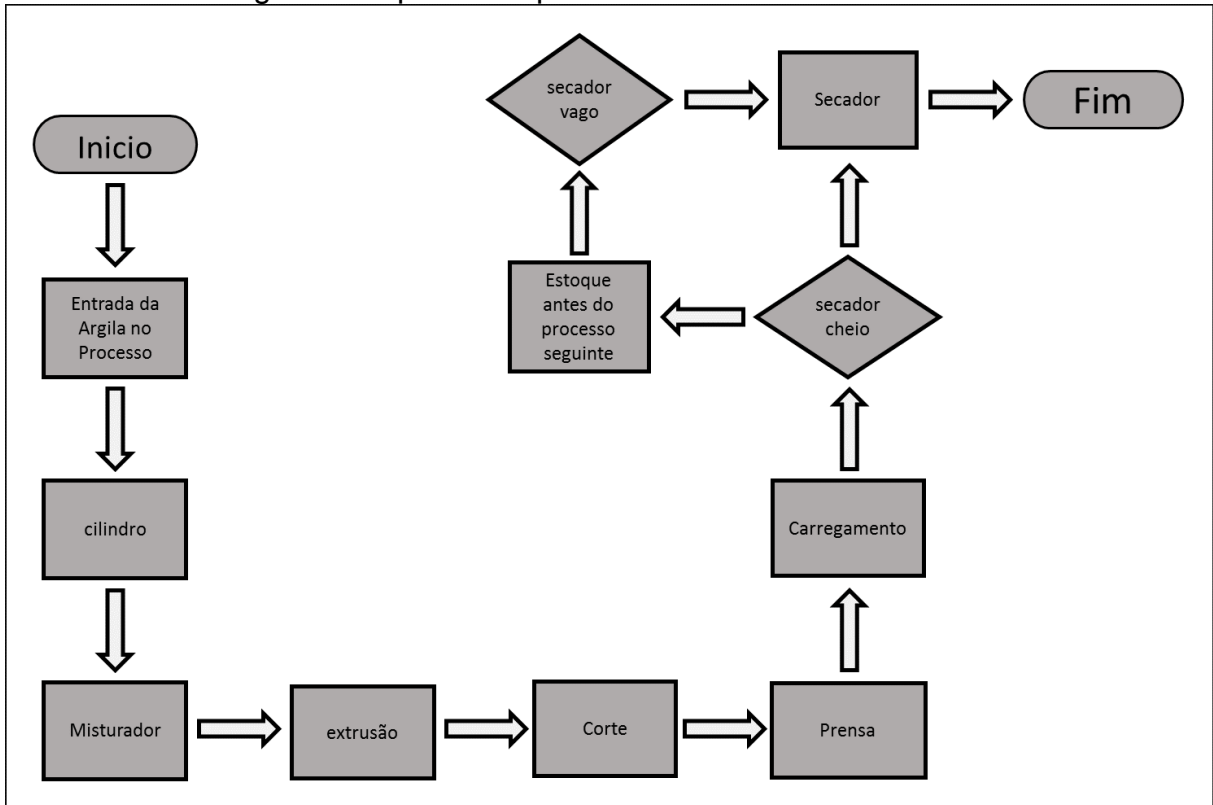 Inicio
Entrada da
Argila no
Processo
cilindro
Misturador
extrusão
Corte
Prensa
Carregamento
secador
cheio
Estoque
antes do
processo
seguinte
secador
vago
Secador
Fim